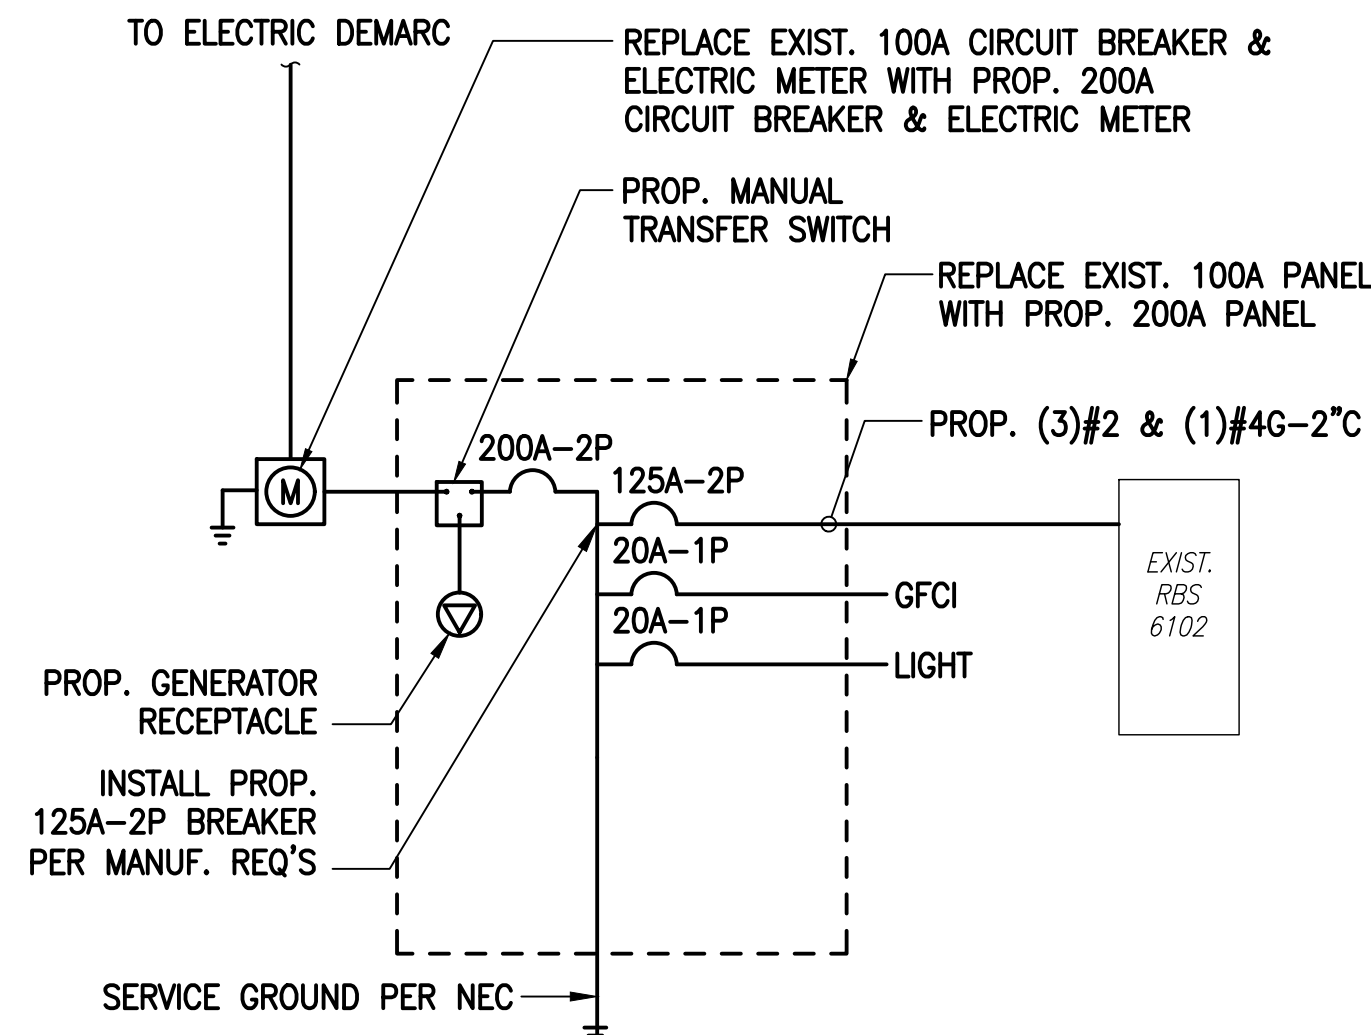 TO ELECTRIC DEMARC
REPLACE EXIST. 100A CIRCUIT BREAKER &
ELECTRIC METER WITH PROP. 200A
CIRCUIT BREAKER & ELECTRIC METER
PROP. MANUAL
TRANSFER SWITCH
REPLACE EXIST. 100A PANEL
WITH PROP. 200A PANEL
PROP. (3)#2 & (1)#4G-2"C
200A-2P
125A-2P
M
20A-1P
GFCI
20A-1P
LIGHT
EXIST.
RBS
6102
PROP. GENERATOR
RECEPTACLE
INSTALL PROP.
125A-2P BREAKER
PER MANUF. REQ'S
SERVICE GROUND PER NEC